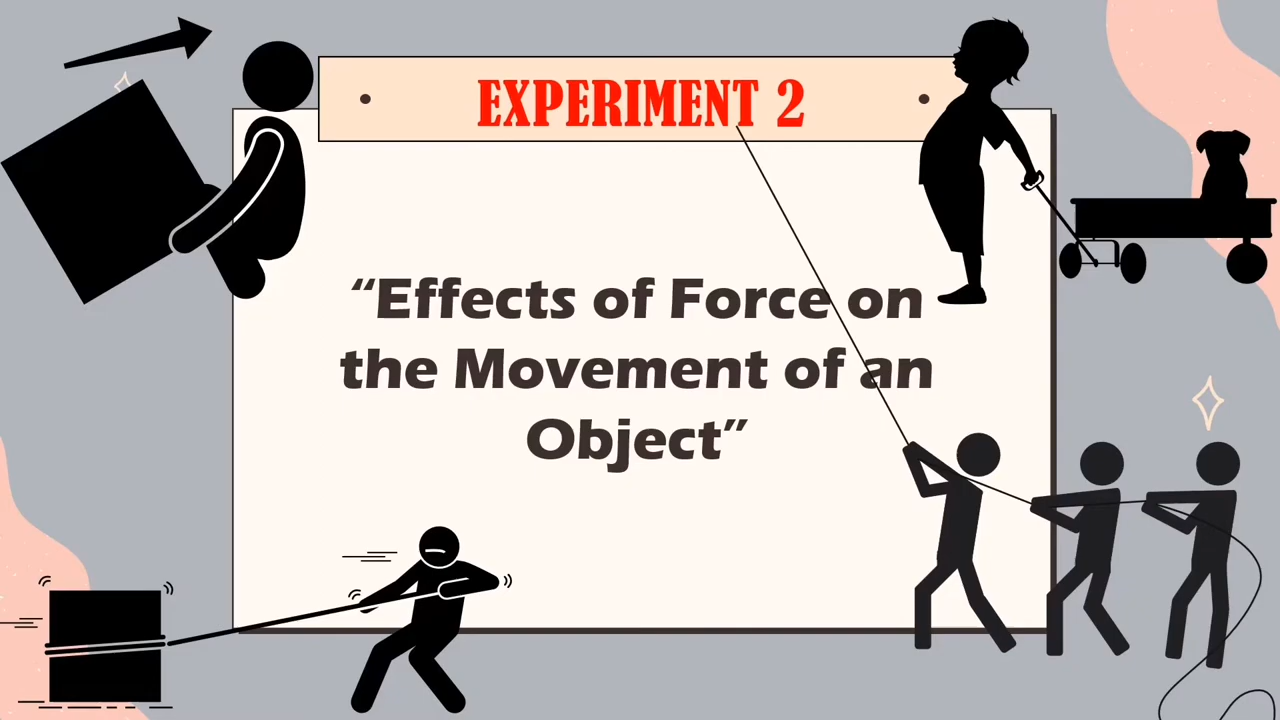 EXPERIMENT 2
“Effects of Force on
the Movement of an
Object”